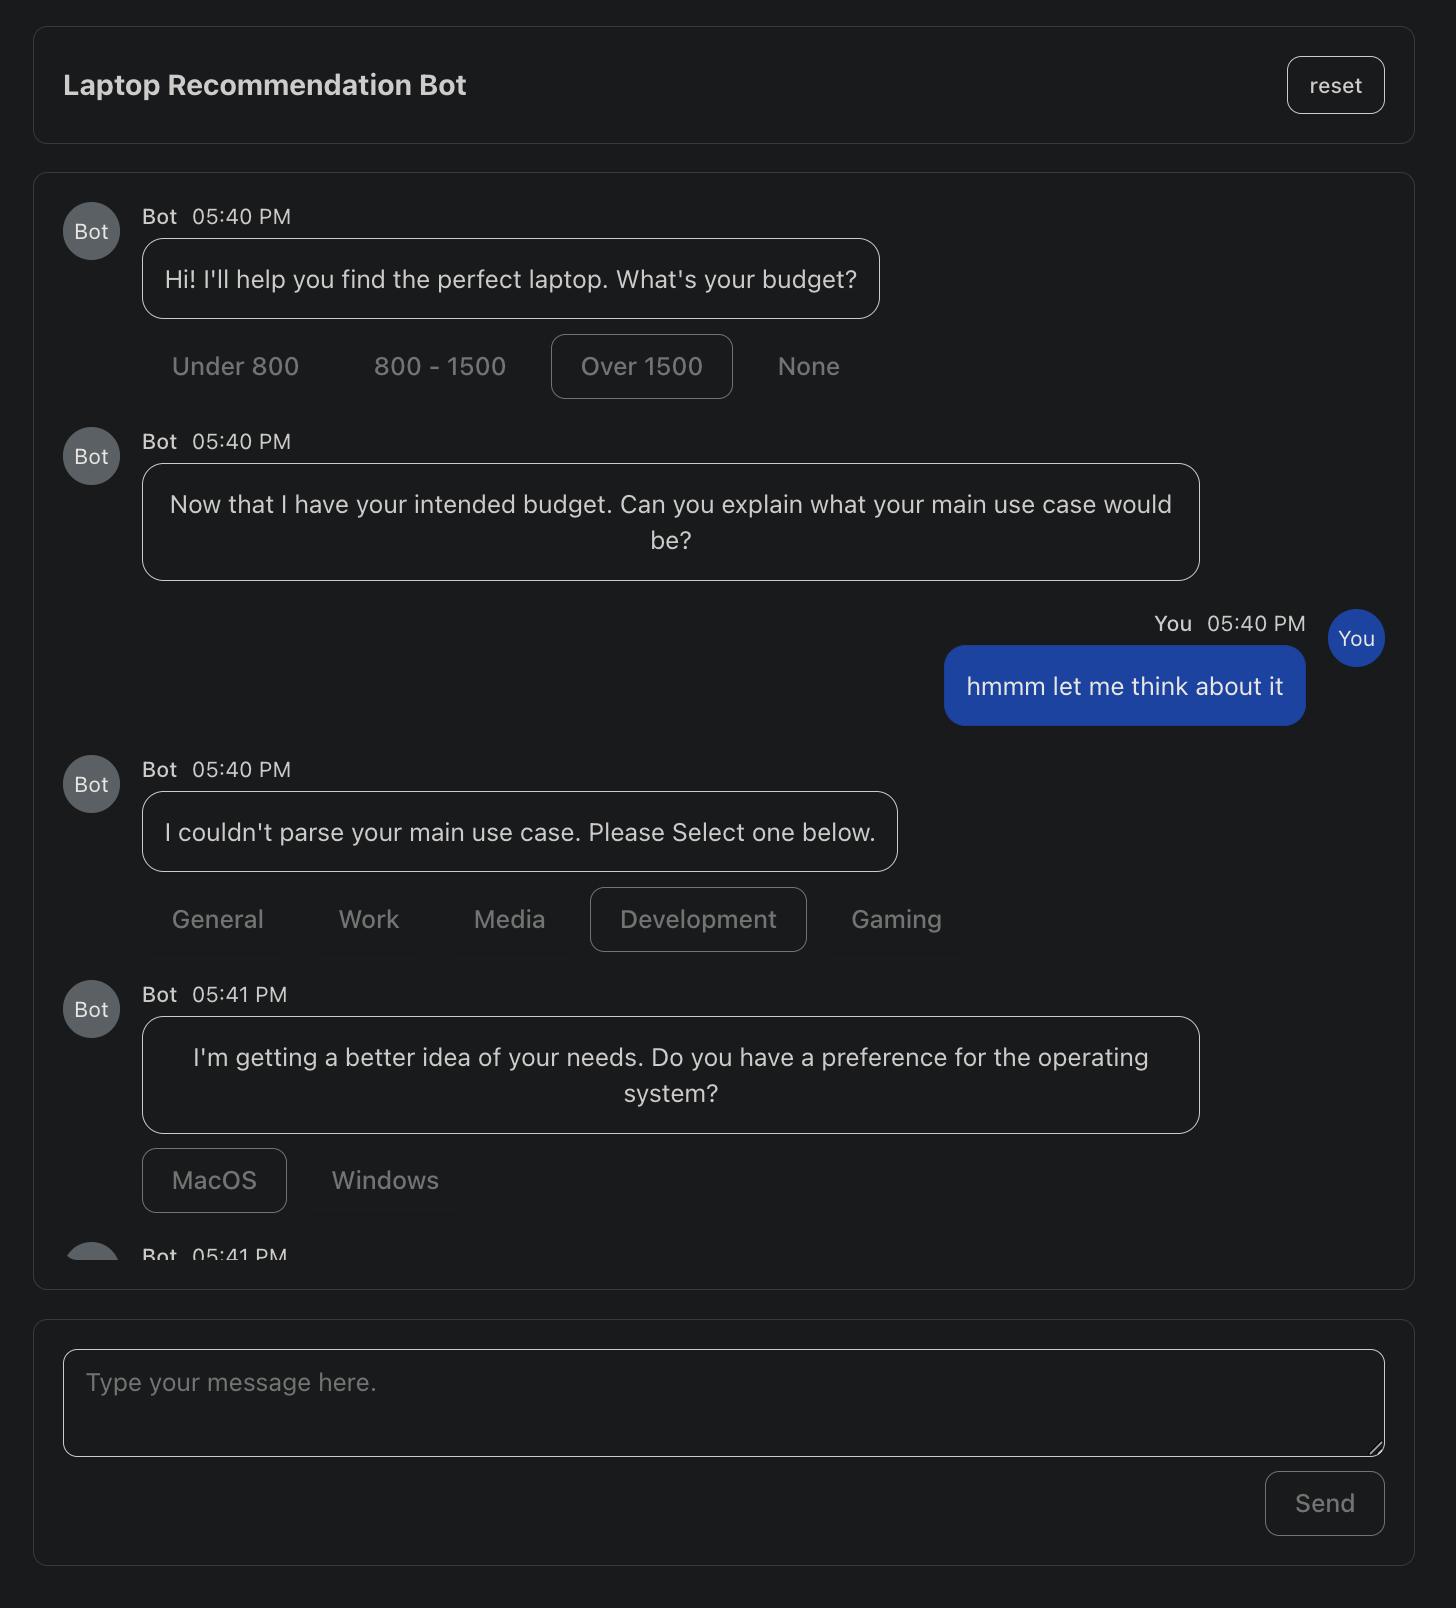 Laptop Recommendation Bot
reset
Bot
Bot 05:40 PM
Hi! I'll help you find the perfect laptop. What's your budget?
Under 800 800 - 1500 Over 1500 None
Bot
Bot 05:40 PM
Now that I have your intended budget. Can you explain what your main use case would
be?
You 05:40 PM
You
hmmm let me think about it
Bot
Bot 05:40 PM
I couldn't parse your main use case. Please Select one below.
General Work Media Development Gaming
Bot
Bot 05:41 PM
I'm getting a better idea of your needs. Do you have a preference for the operating
system?
MacOS Windows
Bot 05:41 PM
Type your message here.
Send